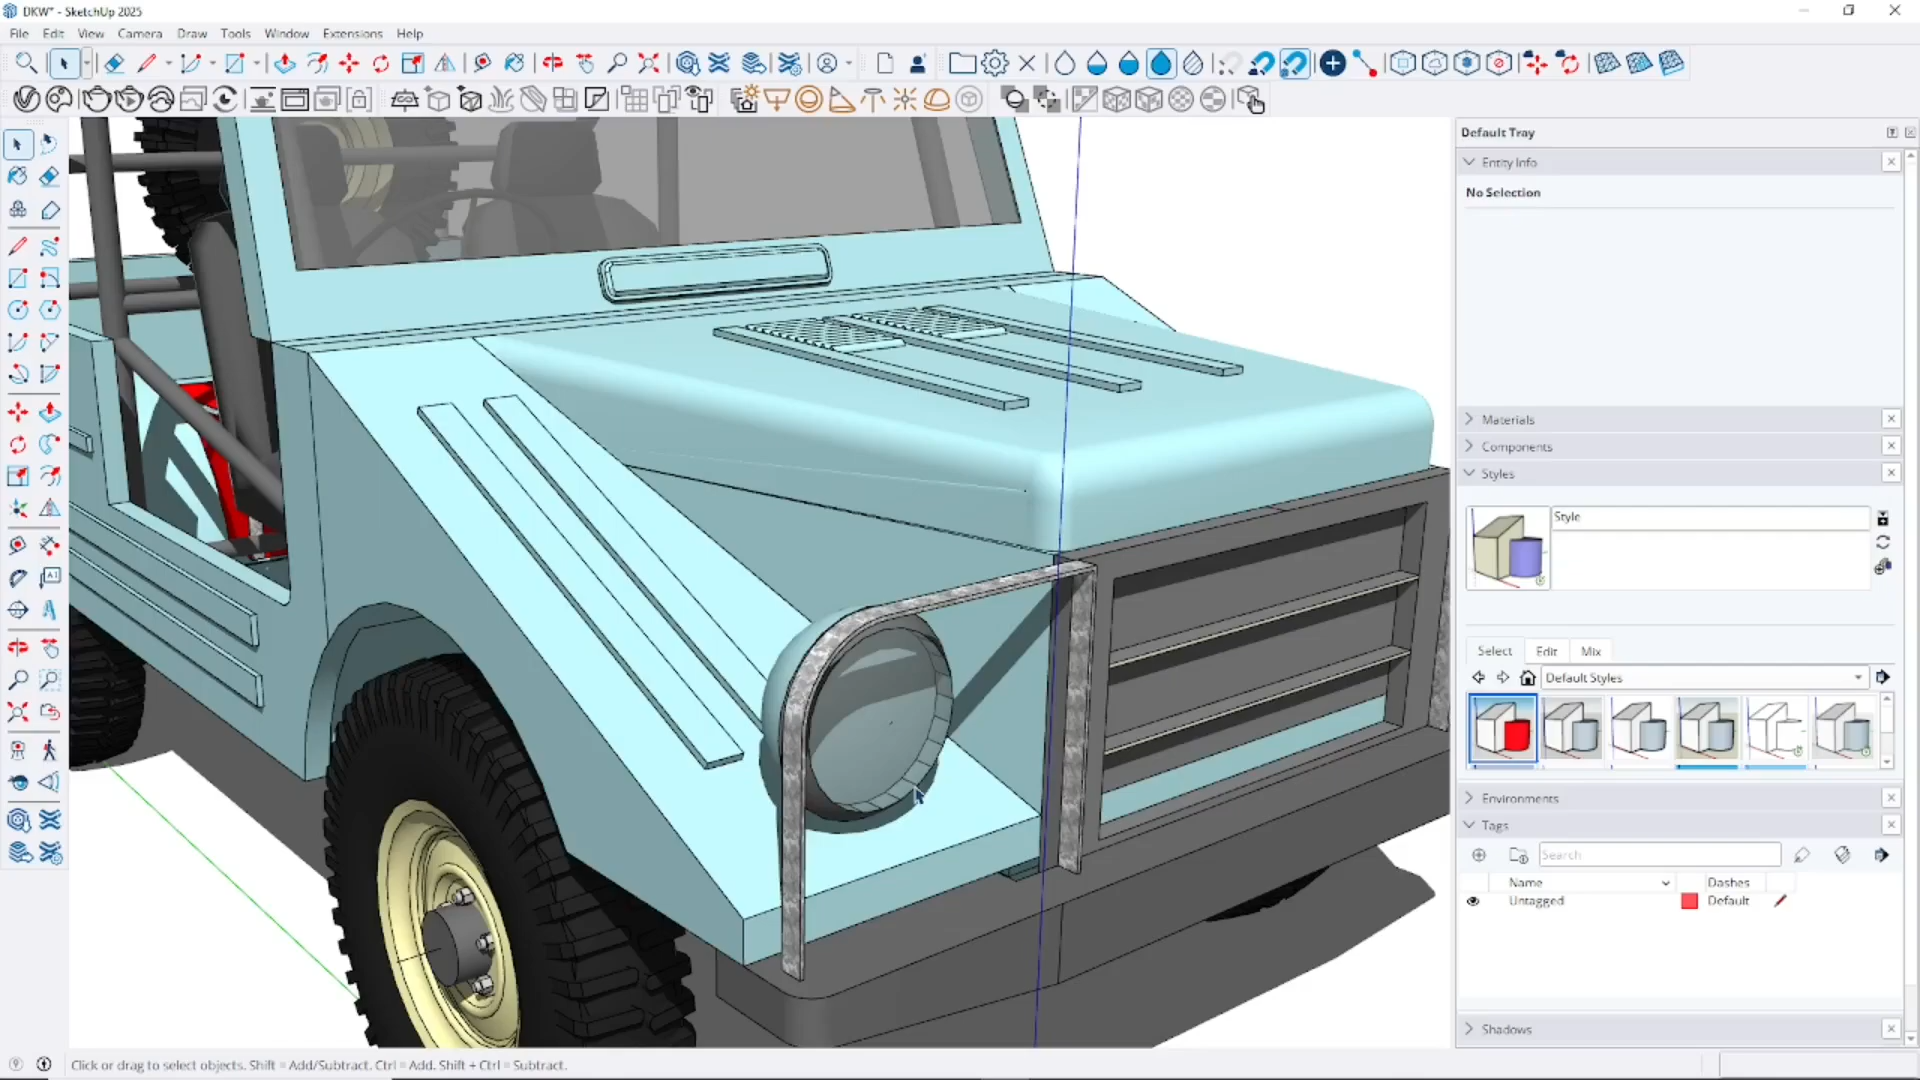 DKW* - SketchUp 2025
File Edit View Camera Draw Tools Window Extensions Help
Default Tray
Entity Info
No Selection
Materials
Components
Styles
Style
Select Edit Mix
Default Styles
Environments
Tags
Search
Name Dashes
Untagged Default
Shadows
Click or drag to select objects. Shift = Add/Subtract. Ctrl = Add. Shift + Ctrl = Subtract.